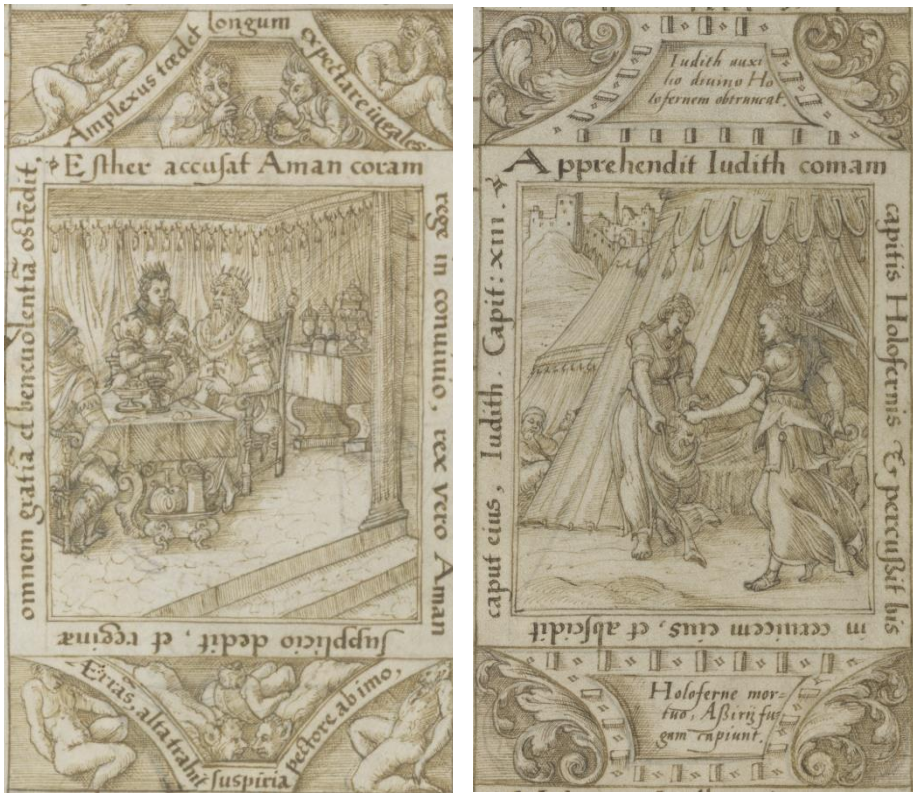 Amplexus tædet longum expectare iugales
Esther accusat Aman coram
rege in conuiuio, rex vero Aman
supplicio dedit, et reginæ
omnem gratiã et beneuolentiã ostẽdit,
Erras, alta trahit suspiria pectore ab imo,
Iudith auxi
lio diuino Ho
lofernem obtruncat.
Apprehendit Iudith comam
capitis Holofernis & percußit bis
in ceruicem eius, et abscidit
caput eius, Iudith. Capit: xiii.
Holoferne mor=
tuo, Aßirij fu
gam capiunt.